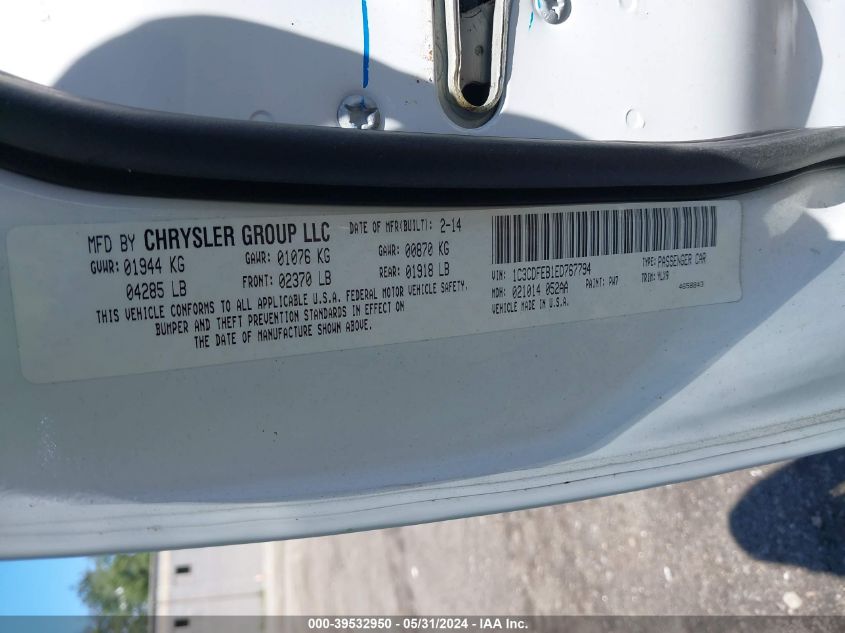 MFD BY CHRYSLER GROUP LLC DATE OF MFR(BUILT): 2-14
GVWR: 01944 KG GAWR: 01076 KG GAWR: 00870 KG
04285 LB FRONT: 02370 LB REAR: 01918 LB
THIS VEHICLE CONFORMS TO ALL APPLICABLE U.S.A. FEDERAL MOTOR VEHICLE SAFETY,
BUMPER AND THEFT PREVENTION STANDARDS IN EFFECT ON
THE DATE OF MANUFACTURE SHOWN ABOVE.
VIN: 1C3CDFEB1ED767794 TYPE: PASSENGER CAR
MDH: 021014 052AA PAINT: PW7 TRIM: VLX9
VEHICLE MADE IN U.S.A. 4658843
000-39532950 / 05/31/2024 - IAA Inc.